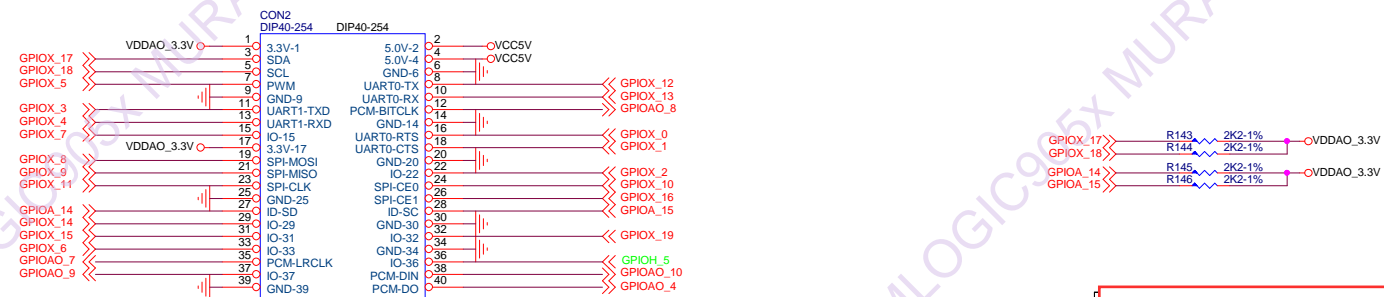 CON2
DIP40-254 DIP40-254
VDDAO_3.3V 1 3.3V-1 5.0V-2 2 VCC5V
GPIOX_17 3 SDA 5.0V-4 4 VCC5V
GPIOX_18 5 SCL GND-6 6
GPIOX_5 7 PWM UART0-TX 8 GPIOX_12
9 GND-9 UART0-RX 10 GPIOX_13
GPIOX_3 11 UART1-TXD PCM-BITCLK 12 GPIOAO_8
GPIOX_4 13 UART1-RXD GND-14 14
GPIOX_7 15 IO-15 UART0-RTS 16 GPIOX_0
VDDAO_3.3V 17 3.3V-17 UART0-CTS 18 GPIOX_1
GPIOX_8 19 SPI-MOSI GND-20 20
GPIOX_9 21 SPI-MISO IO-22 22 GPIOX_2
GPIOX_11 23 SPI-CLK SPI-CE0 24 GPIOX_10
25 GND-25 SPI-CE1 26 GPIOX_16
GPIOA_14 27 ID-SD ID-SC 28 GPIOA_15
GPIOX_14 29 IO-29 GND-30 30
GPIOX_15 31 IO-31 IO-32 32 GPIOX_19
GPIOX_6 33 IO-33 GND-34 34
GPIOAO_7 35 PCM-LRCLK IO-36 36 GPIOH_5
GPIOAO_9 37 IO-37 PCM-DIN 38 GPIOAO_10
39 GND-39 PCM-DO 40 GPIOAO_4
GPIOX_17 R143 2K2-1% VDDAO_3.3V
GPIOX_18 R144 2K2-1%
GPIOA_14 R145 2K2-1% VDDAO_3.3V
GPIOA_15 R146 2K2-1%
GIC905x MURA
MLOGIC905x MURA